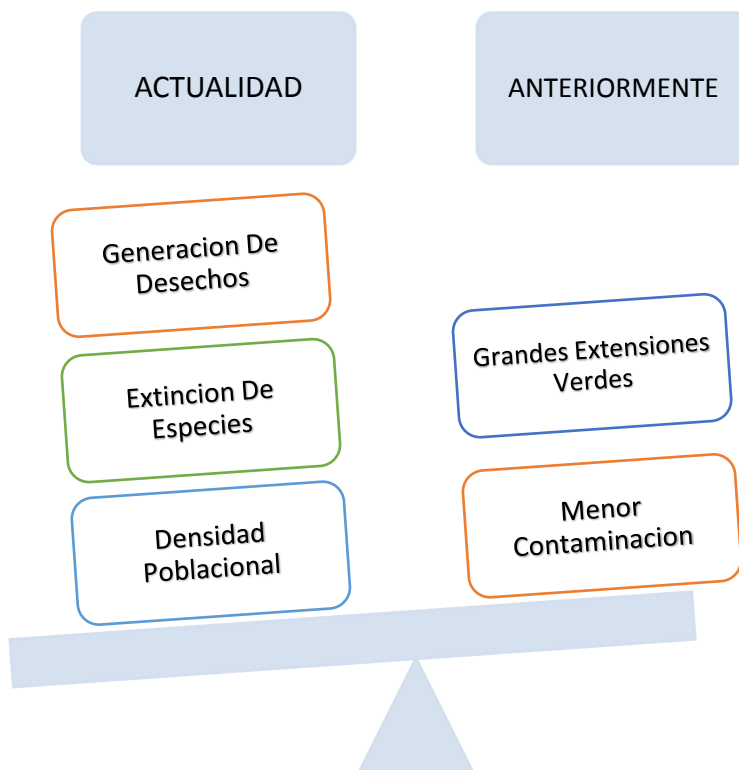 ACTUALIDAD
ANTERIORMENTE
Generacion De
Desechos
Extincion De
Especies
Densidad
Poblacional
Grandes Extensiones
Verdes
Menor
Contaminacion